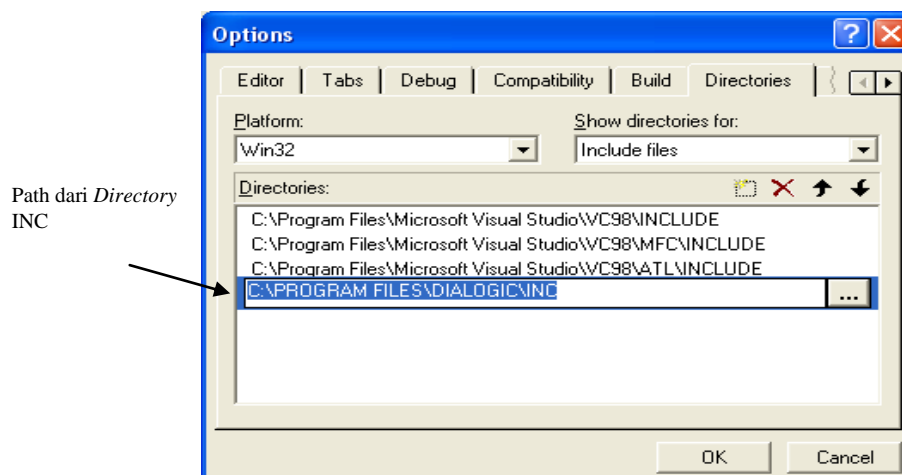 Options
Editor Tabs Debug Compatibility Build Directories
Platform: Show directories for:
Win32 Include files
Path dari Directory
INC
Directories:
C:\Program Files\Microsoft Visual Studio\VC98\INCLUDE
C:\Program Files\Microsoft Visual Studio\VC98\MFC\INCLUDE
C:\Program Files\Microsoft Visual Studio\VC98\ATL\INCLUDE
C:\PROGRAM FILES\DIALOGIC\INC ...
OK Cancel